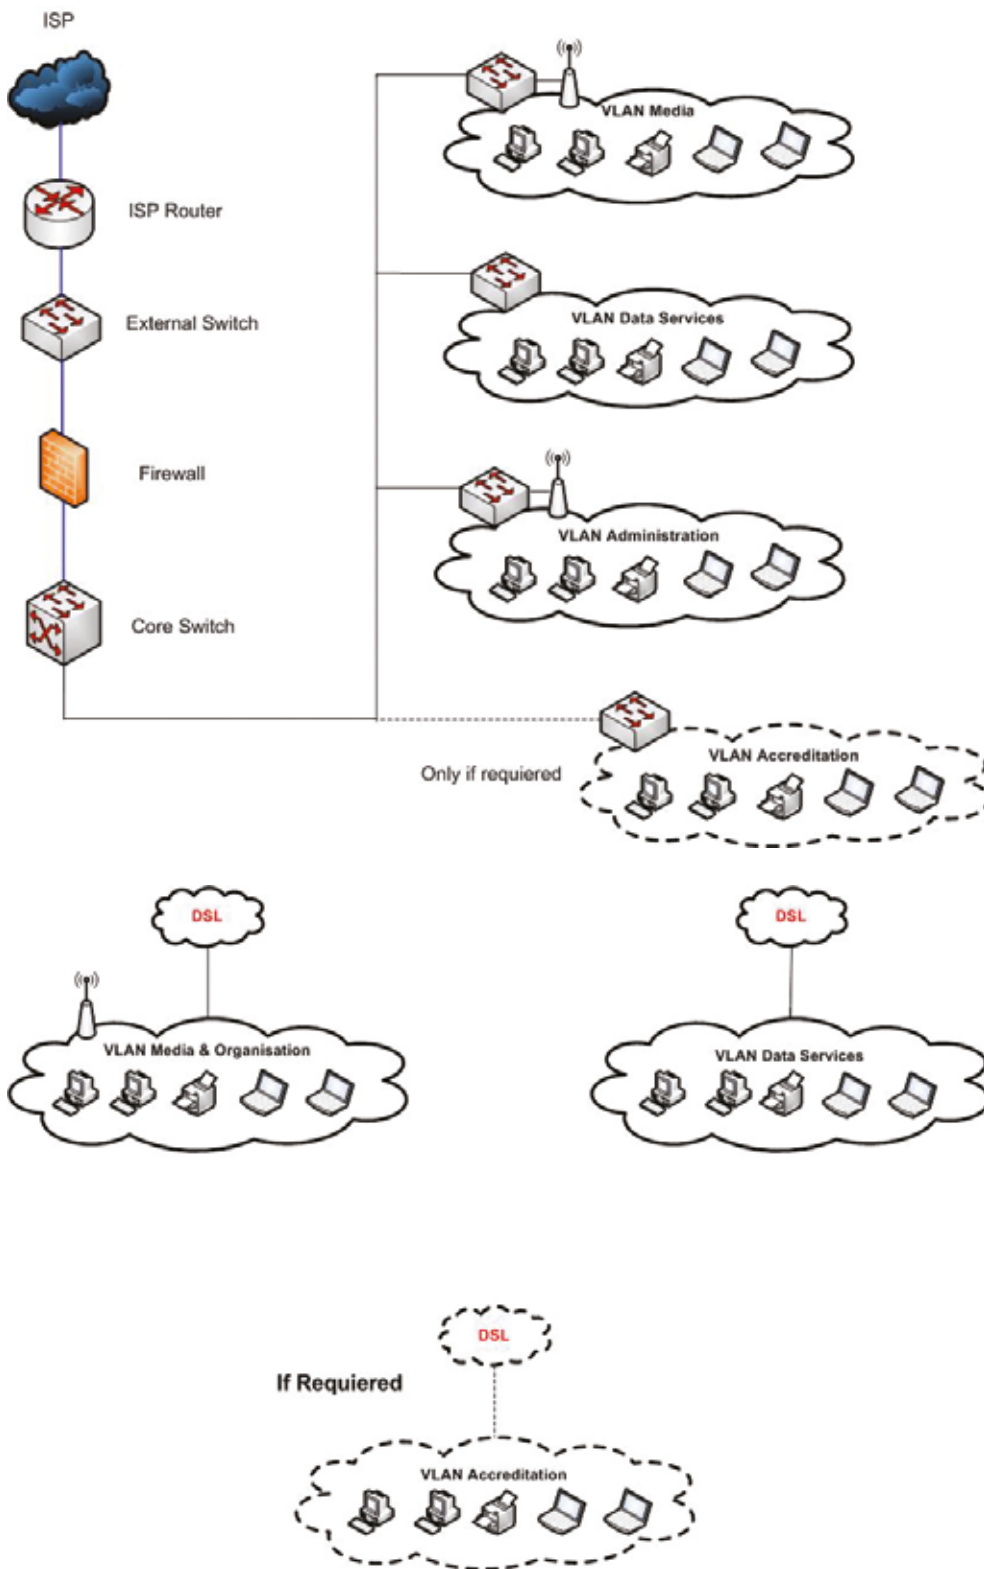 ISP
ISP Router
External Switch
Firewall
Core Switch
VLAN Media
VLAN Data Services
VLAN Administration
Only if requiered
VLAN Accreditation
DSL
VLAN Media & Organisation
DSL
VLAN Data Services
DSL
If Requiered
VLAN Accreditation